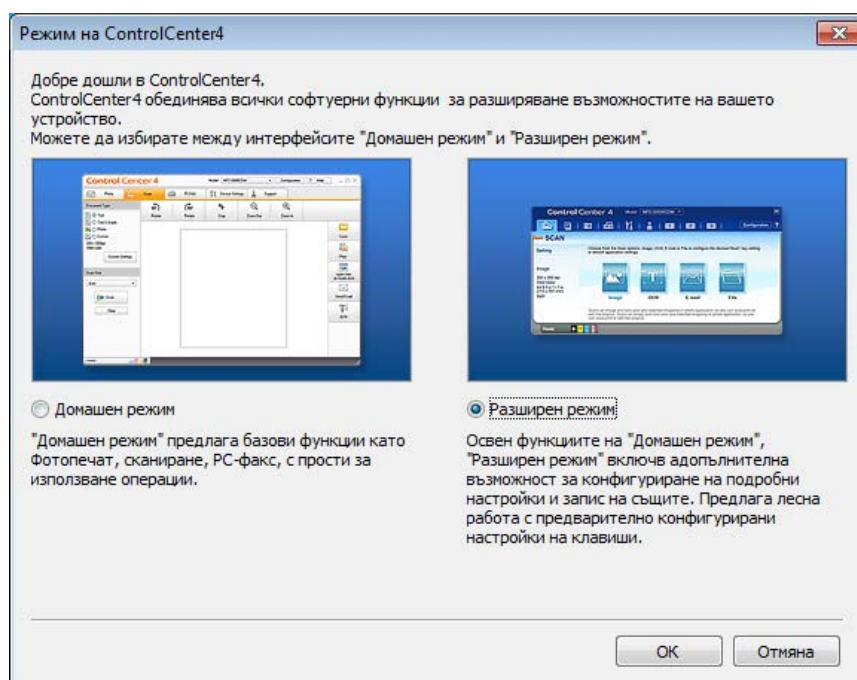 Режим на ControlCenter4
Добре дошли в ControlCenter4.
ControlCenter4 обединява всички софтуерни функции за разширяване възможностите на вашето
устройство.
Можете да избирате между интерфейсите "Домашен режим" и "Разширен режим".
Control Center 4
Control Center 4
SCAN
Image
OCR
E-mail
File
Домашен режим
"Домашен режим" предлага базови функции като
Фотопечат, сканиране, PC-факс, с прости за
използване операции.
Разширен режим
Освен функциите на "Домашен режим",
"Разширен режим" включв адопълнителна
възможност за конфигуриране на подробни
настройки и запис на същите. Предлага лесна
работа с предварително конфигурирани
настройки на клавиши.
OK
Отмяна